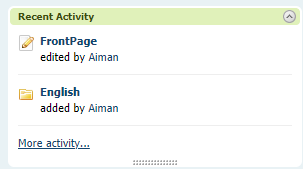 Recent Activity
FrontPage
edited by Aiman
English
added by Aiman
More activity...